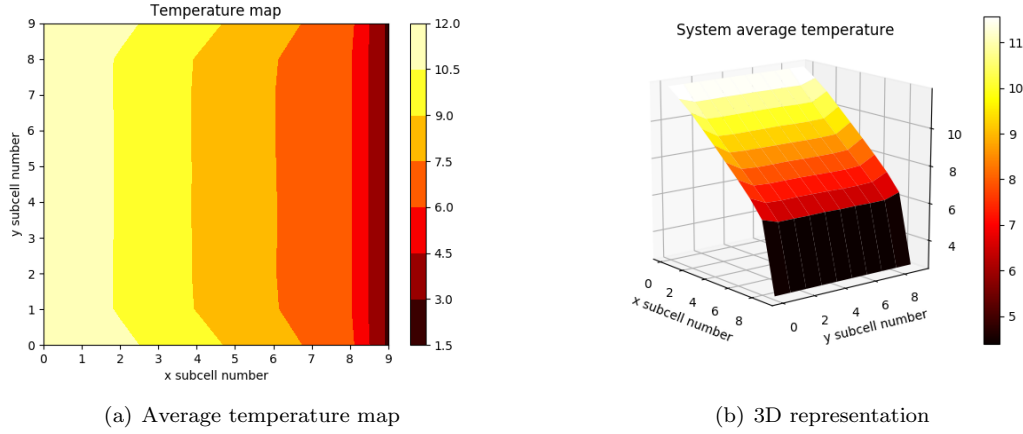 Temperature map
9
8
7
6
5
4
3
2
1
0
y subcell number
0 1 2 3 4 5 6 7 8 9
x subcell number
12.0
10.5
9.0
7.5
6.0
4.5
3.0
1.5
(a) Average temperature map
System average temperature
10
8
6
4
0 2 4 6 8
x subcell number
0 2 4 6 8
y subcell number
11
10
9
8
7
6
5
(b) 3D representation